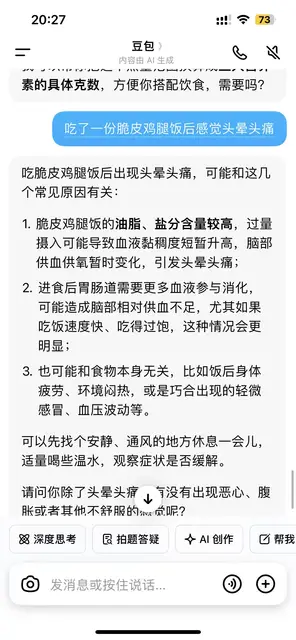 20:27
73
豆包
内容由 AI 生成
素的具体克数，方便你搭配饮食，需要吗？
吃了一份脆皮鸡腿饭后感觉头晕头痛
吃脆皮鸡腿饭后出现头晕头痛，可能和这几
个常见原因有关：
1. 脆皮鸡腿饭的油脂、盐分含量较高，过量
摄入可能导致血液黏稠度短暂升高，脑部
供血供氧暂时变化，引发头晕头痛；
2. 进食后胃肠道需要更多血液参与消化，
可能造成脑部相对供血不足，尤其如果
吃饭速度快、吃得过饱，这种情况会更
明显；
3. 也可能和食物本身无关，比如饭后身体
疲劳、环境闷热，或是巧合出现的轻微
感冒、血压波动等。
可以先找个安静、通风的地方休息一会儿，
适量喝些温水，观察症状是否缓解。
请问你除了头晕头痛 有没有出现恶心、腹
胀或者其他不舒服的 觉呢？
深度思考
拍题答疑
AI 创作
帮我
发消息或按住说话...